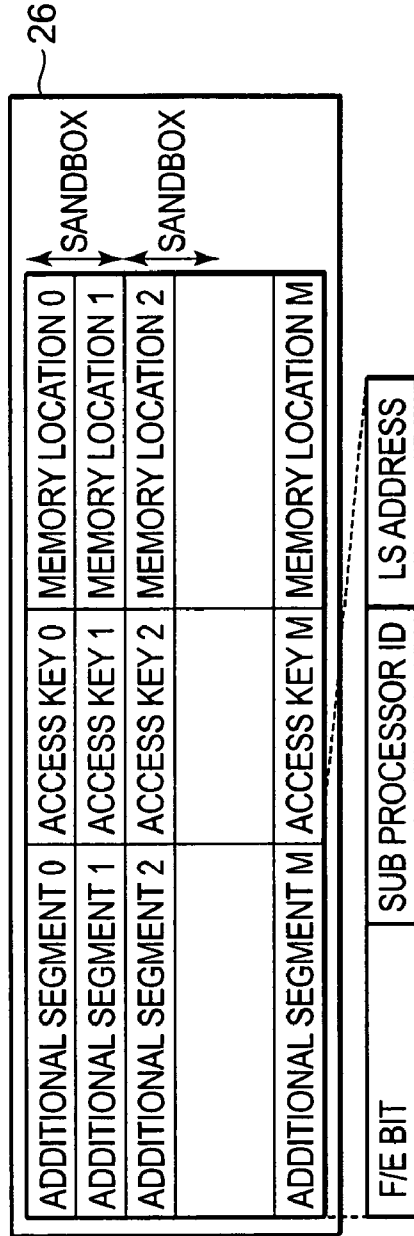 26
ADDITIONAL SEGMENT 0 ACCESS KEY 0 MEMORY LOCATION 0
ADDITIONAL SEGMENT 1 ACCESS KEY 1 MEMORY LOCATION 1
SANDBOX
ADDITIONAL SEGMENT 2 ACCESS KEY 2 MEMORY LOCATION 2
SANDBOX
ADDITIONAL SEGMENT M ACCESS KEY M MEMORY LOCATION M
F/E BIT SUB PROCESSOR ID LS ADDRESS